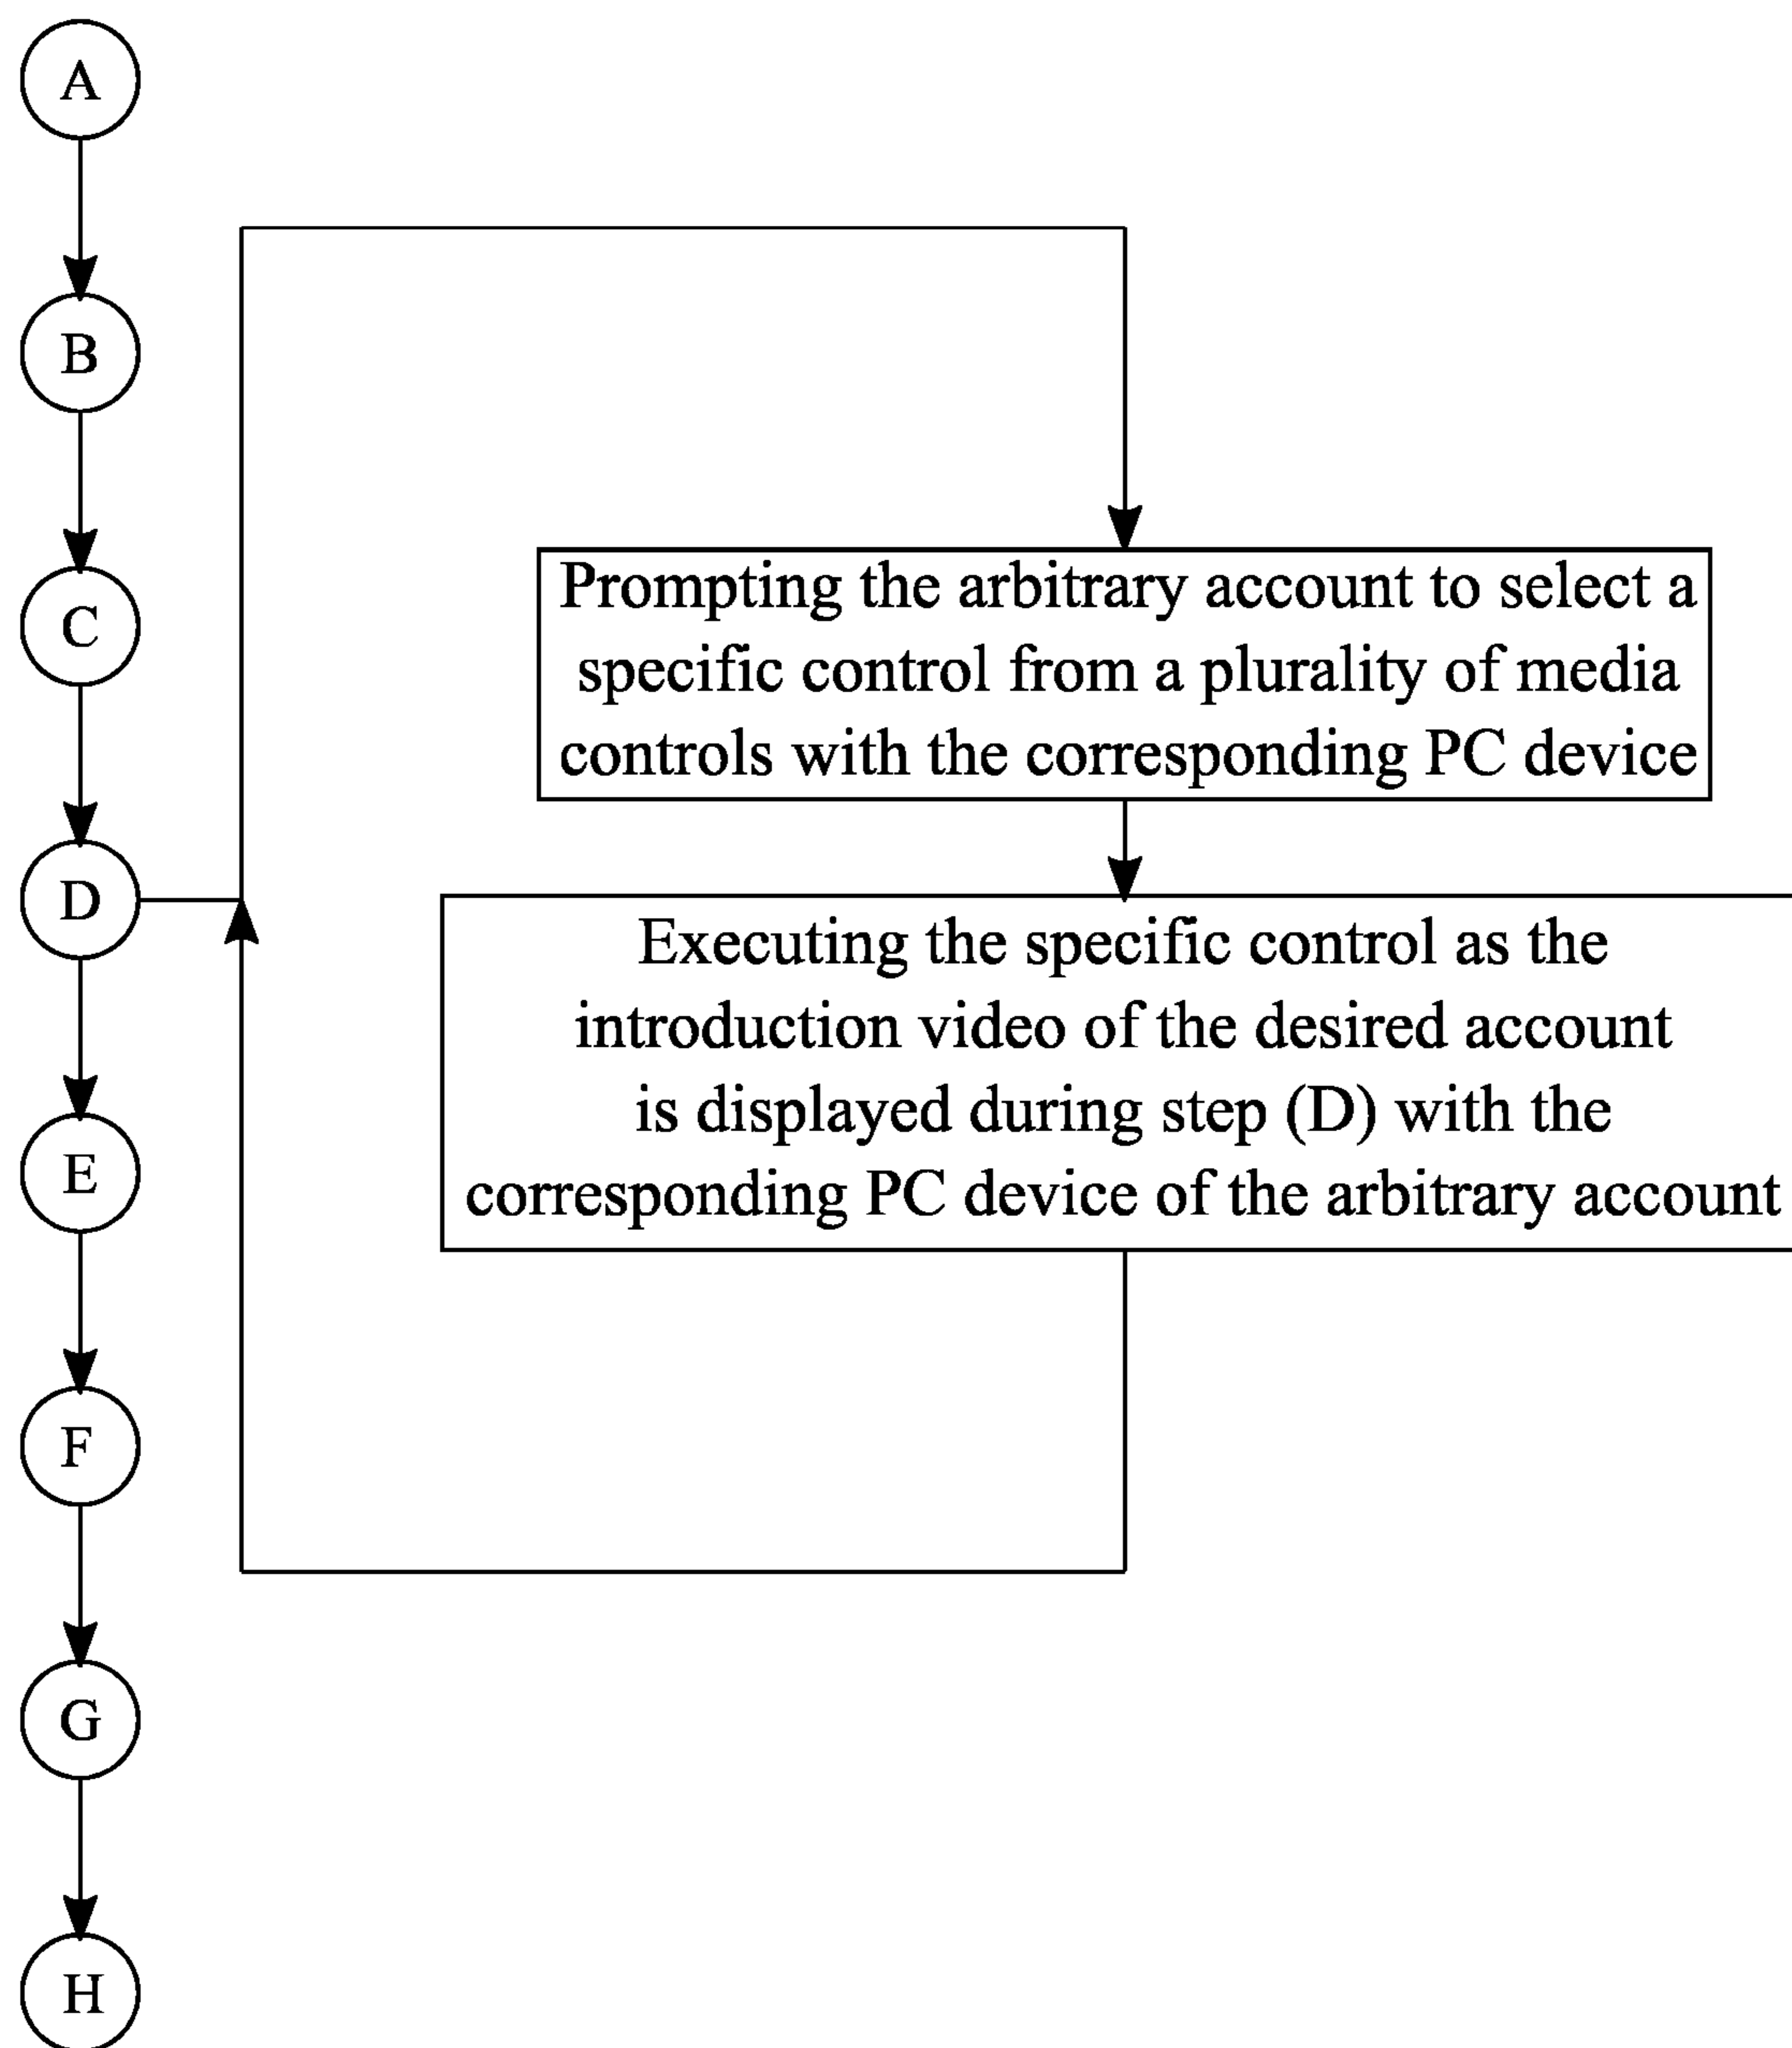 A
B
C
D
E
F
G
H
Prompting the arbitrary account to select a
specific control from a plurality of media
controls with the corresponding PC device
Executing the specific control as the
introduction video of the desired account
is displayed during step (D) with the
corresponding PC device of the arbitrary account